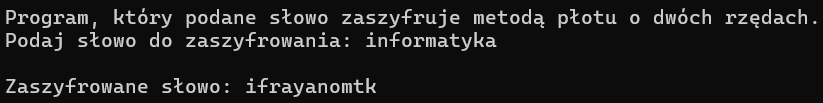 Program, który podane słowo zaszyfruje metodą płotu o dwóch rzędach.
Podaj słowo do zaszyfrowania: informatyka
Zaszyfrowane słowo: ifrayanomtk